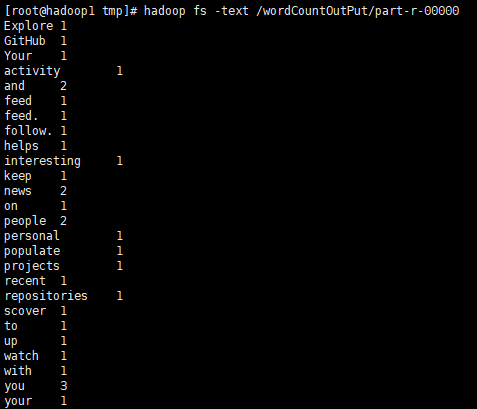 [root@hadoop1 tmp]# hadoop fs -text /wordCountOutPut/part-r-00000
Explore 1
GitHub 1
Your 1
activity 1
and 2
feed 1
feed. 1
follow. 1
helps 1
interesting 1
keep 1
news 2
on 1
people 2
personal 1
populate 1
projects 1
recent 1
repositories 1
scover 1
to 1
up 1
watch 1
with 1
you 3
your 1